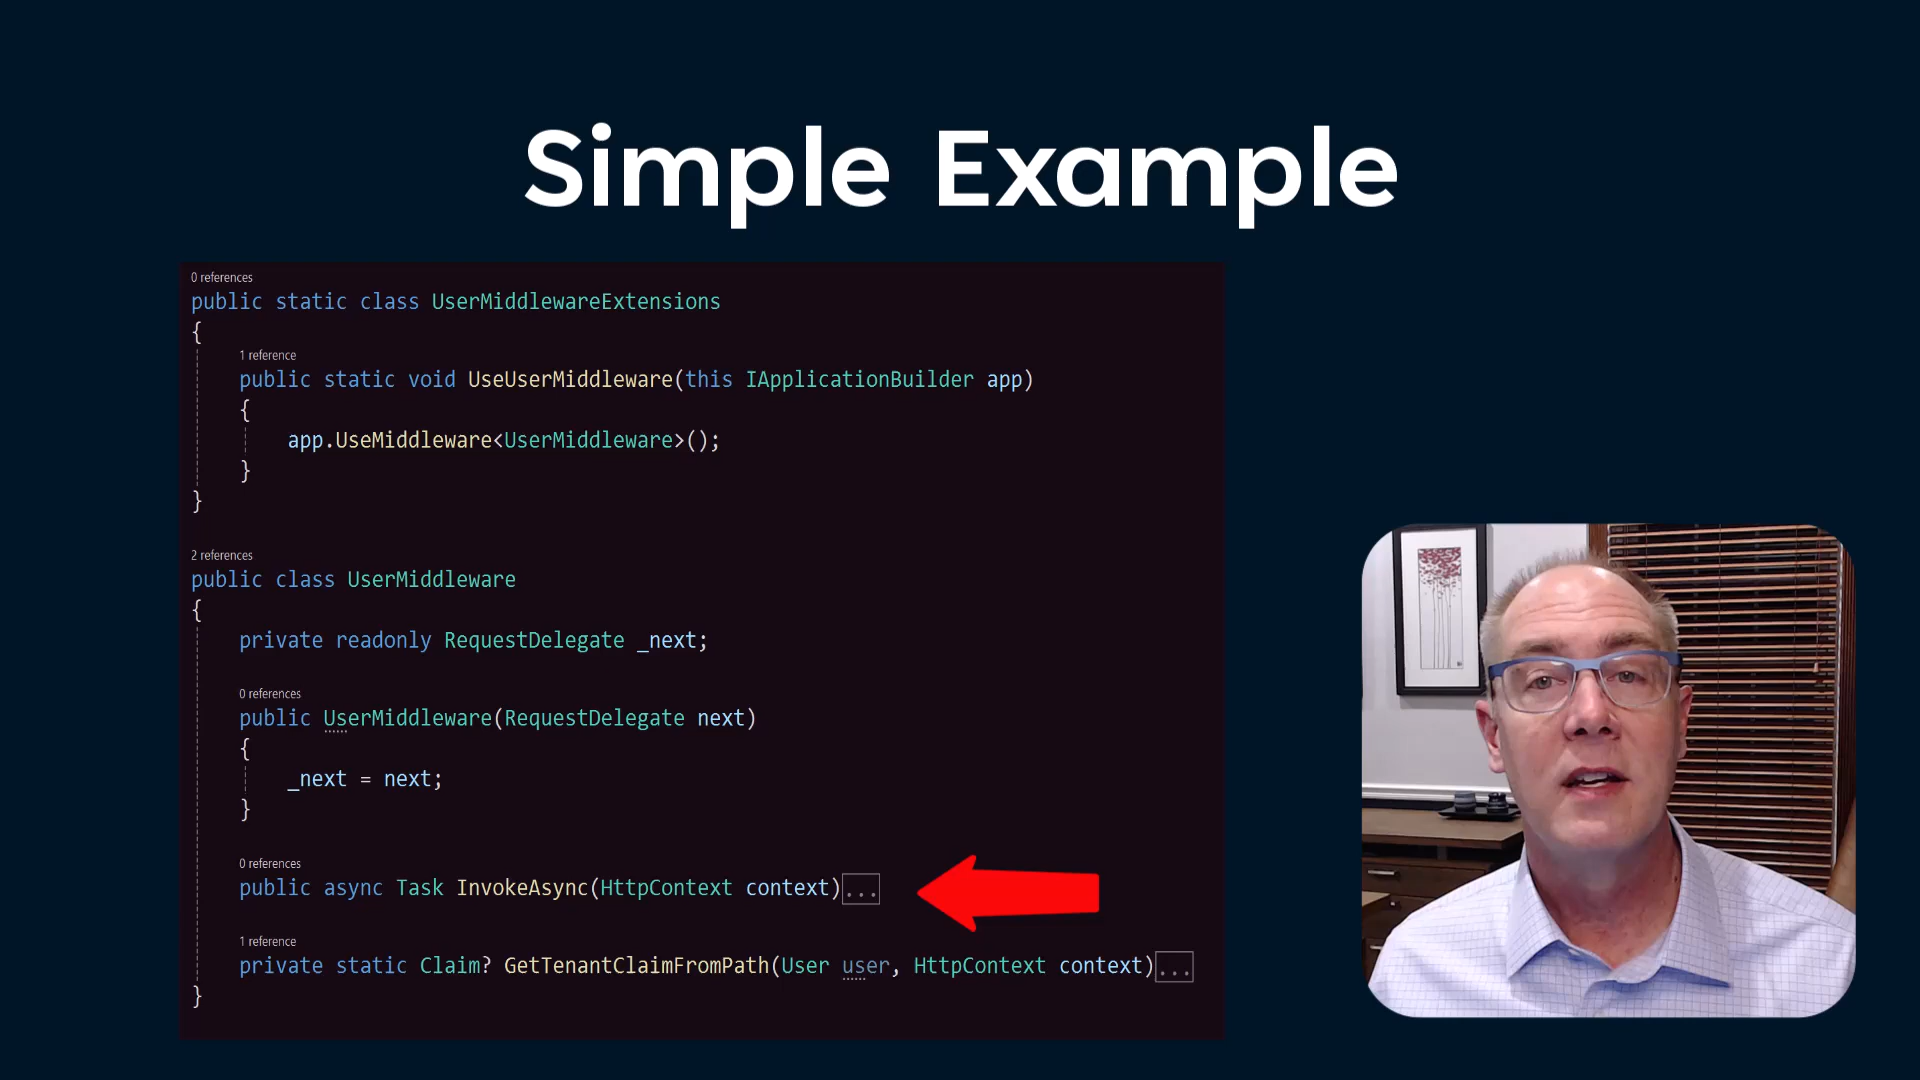 Simple Example
0 references
public static class UserMiddlewareExtensions
{
1 reference
public static void UseUserMiddleware(this IApplicationBuilder app)
{
app.UseMiddleware<UserMiddleware>();
}
}
2 references
public class UserMiddleware
{
private readonly RequestDelegate _next;
0 references
public UserMiddleware(RequestDelegate next)
{
_next = next;
}
0 references
public async Task InvokeAsync(HttpContext context)...
1 reference
private static Claim? GetTenantClaimFromPath(User user, HttpContext context)...
}